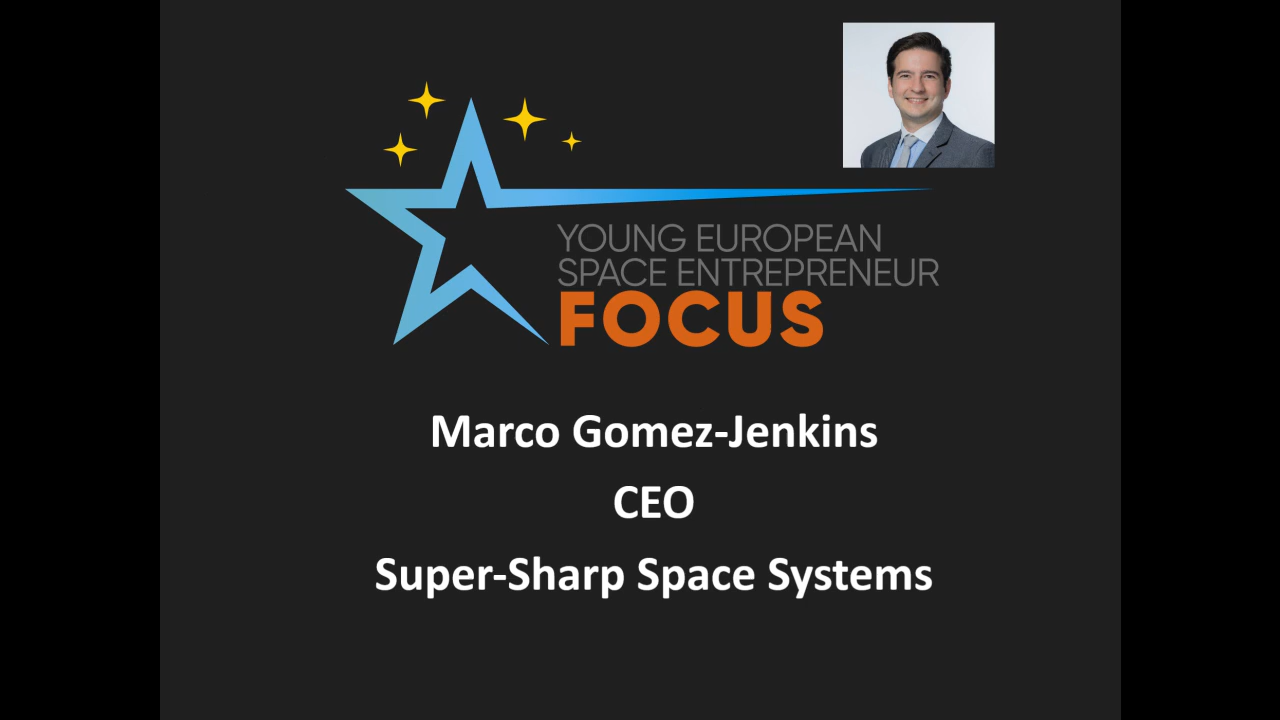 YOUNG EUROPEAN
SPACE ENTREPRENEUR
FOCUS
Marco Gomez-Jenkins
CEO
Super-Sharp Space Systems